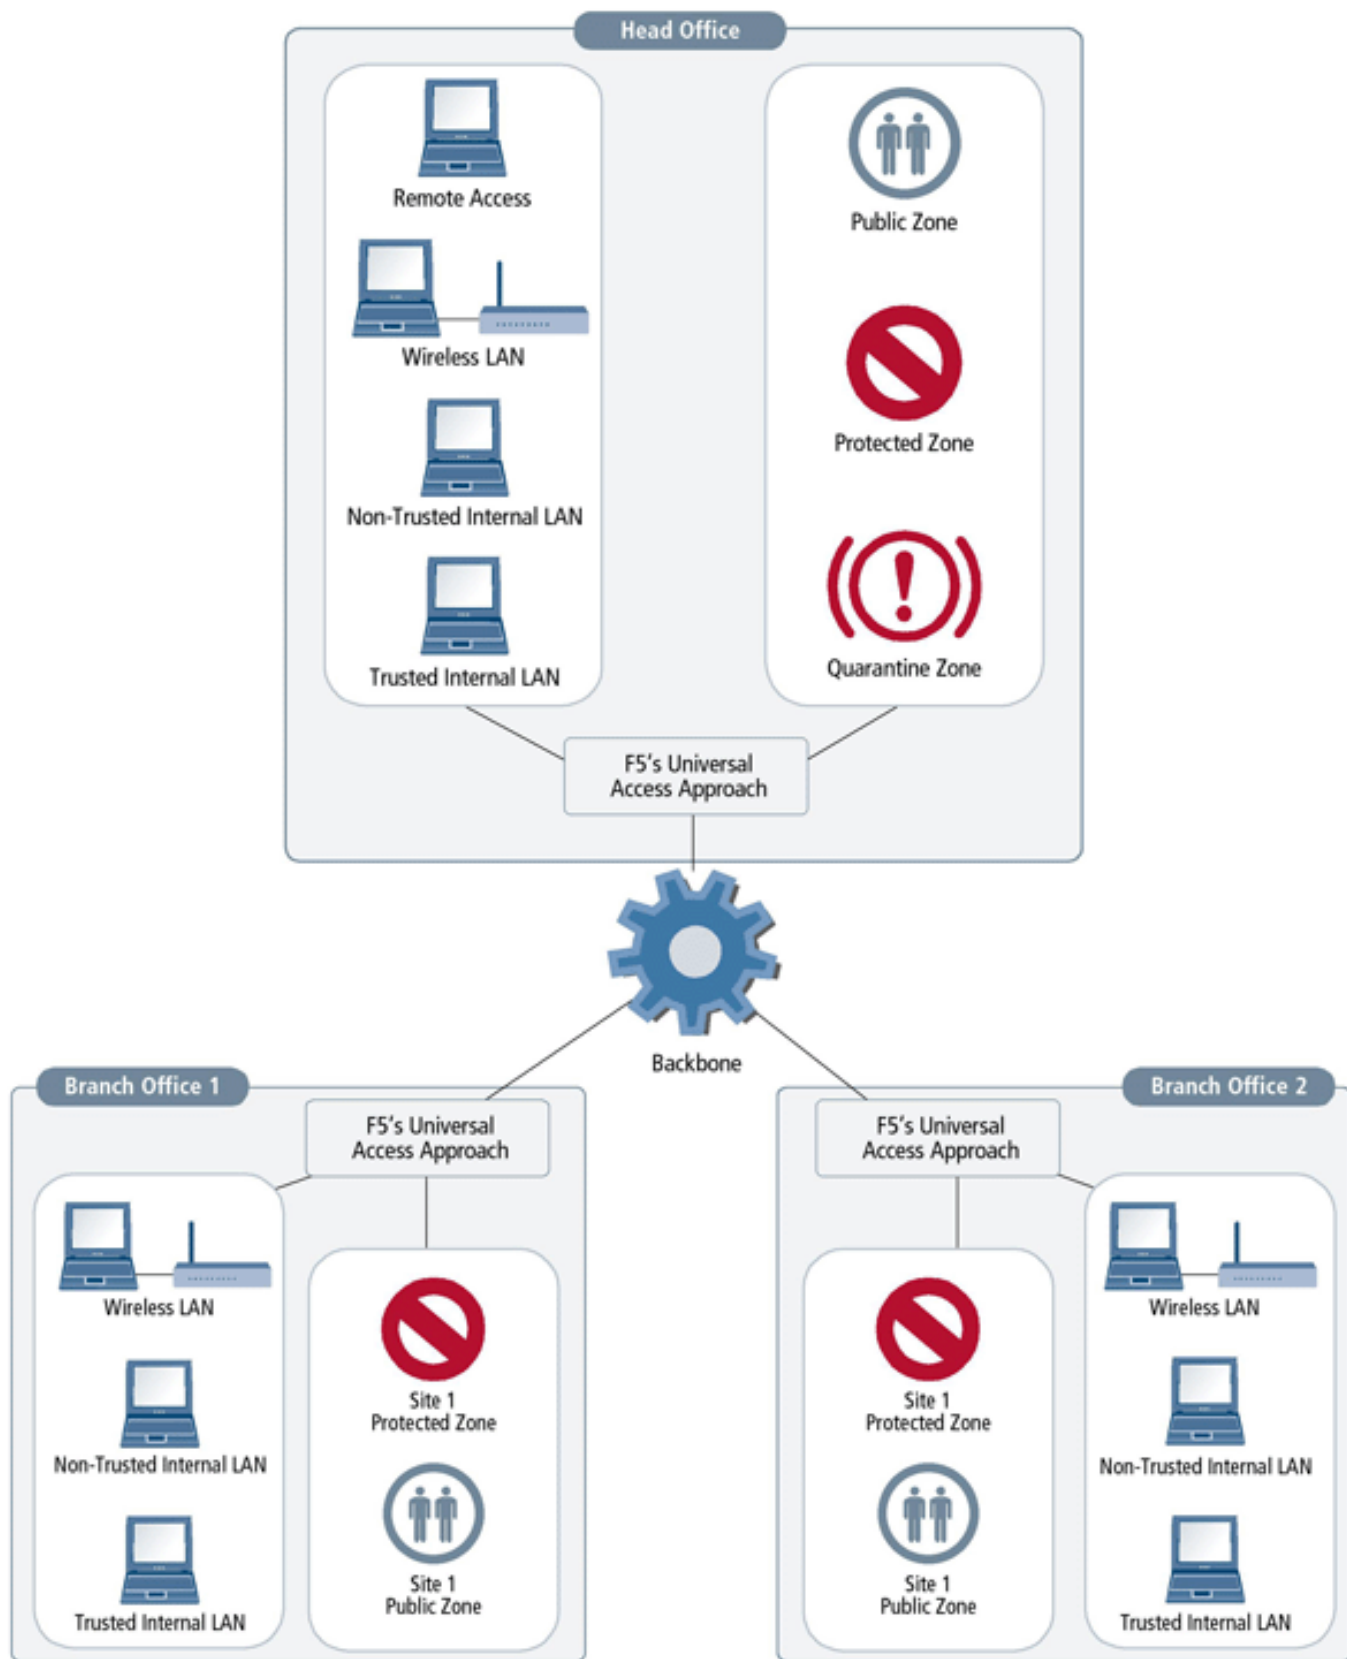 Head Office
Remote Access
Wireless LAN
Non-Trusted Internal LAN
Trusted Internal LAN
Public Zone
Protected Zone
Quarantine Zone
F5's Universal
Access Approach
Backbone
Branch Office 1
F5's Universal
Access Approach
Wireless LAN
Non-Trusted Internal LAN
Trusted Internal LAN
Site 1
Protected Zone
Site 1
Public Zone
Branch Office 2
F5's Universal
Access Approach
Site 1
Protected Zone
Site 1
Public Zone
Wireless LAN
Non-Trusted Internal LAN
Trusted Internal LAN